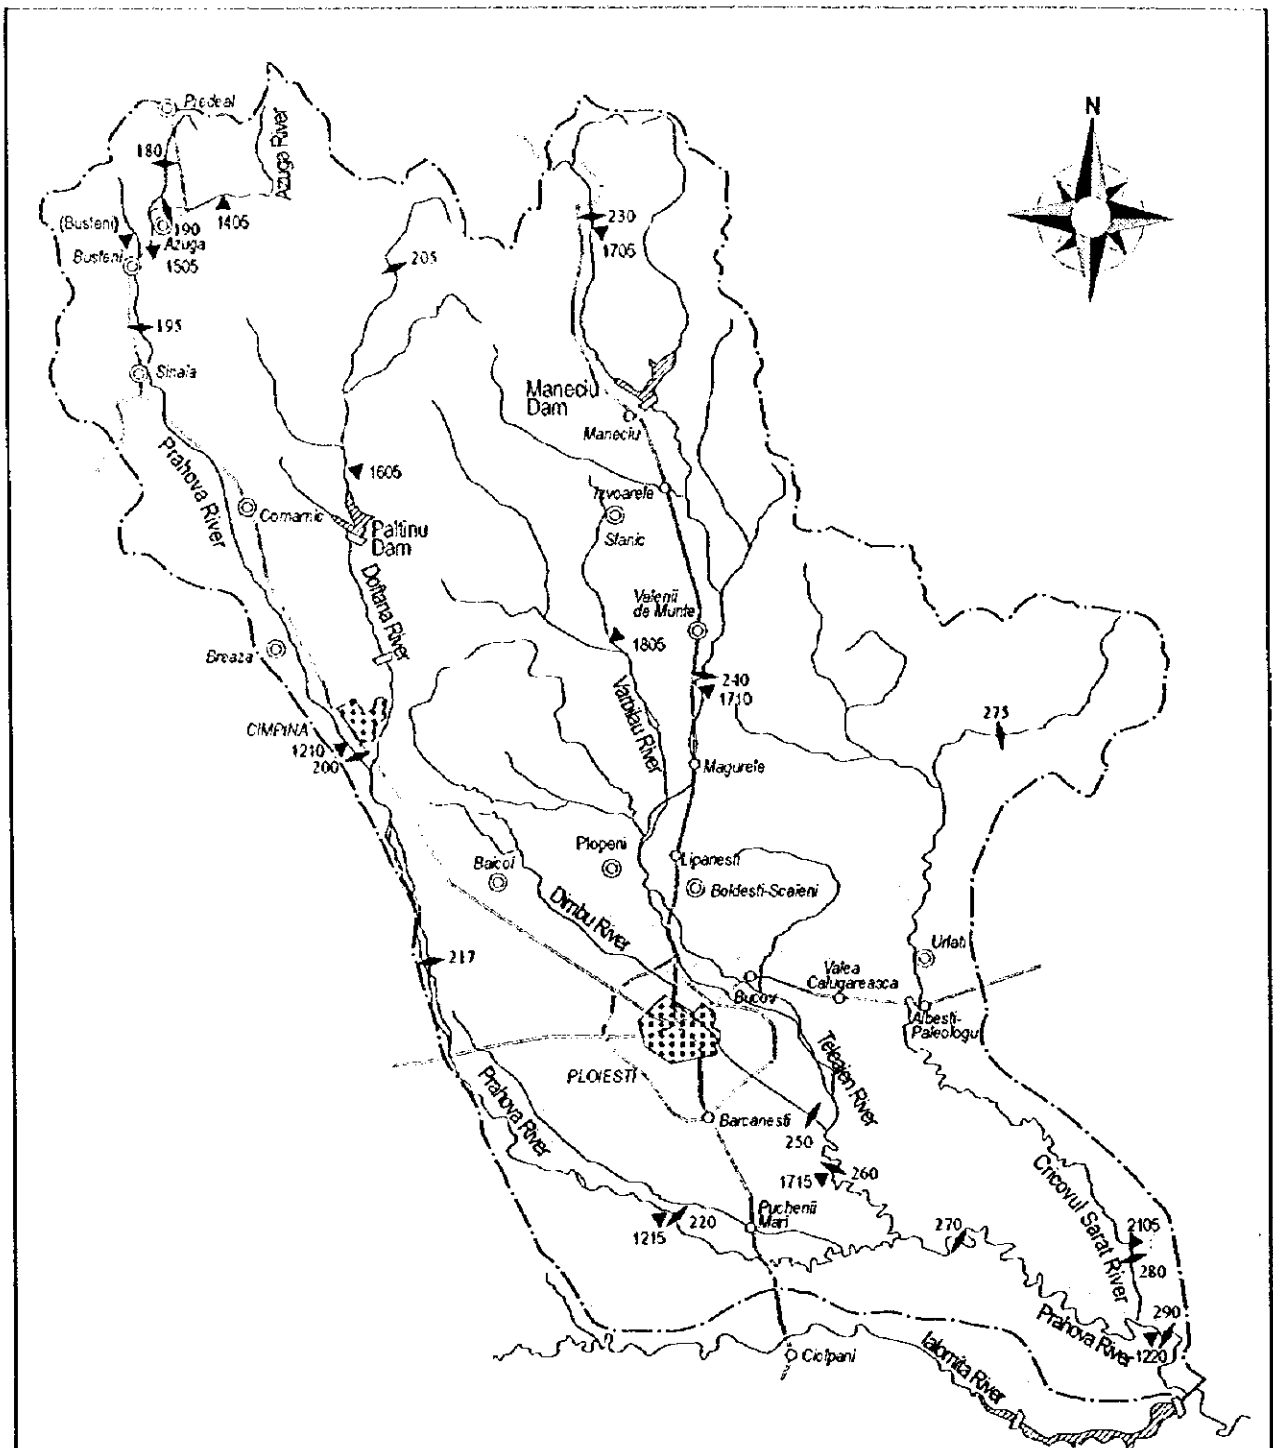 N
Predeal
Azuga River
180
190
Azuga
1405
(Busteni)
Busteni
1505
230
1705
205
195
Sinaia
Maneciu
Dam
Maneciu
Prahova River
1605
Comarnic
Paltinu
Dam
Izvoarele
Slanic
Doftana River
Valenii
de Munte
1805
Breaza
240
1710
Varbilau River
275
CIMPINA
1210
200
Magurele
Plopeni
Baicoi
Lipanesti
Boldesti-Scaieni
Dimbu River
217
Urlati
Valea
Calugareasca
Bucov
Albesti-
Paleologu
Teleajen River
PLOIESTI
Prahova River
Barcanesti
250
260
1715
Cricovul Sarat River
Puchenii
Mari
220
1215
270
2105
280
290
Prahova River
1220
Ialomita River
Ciolpani